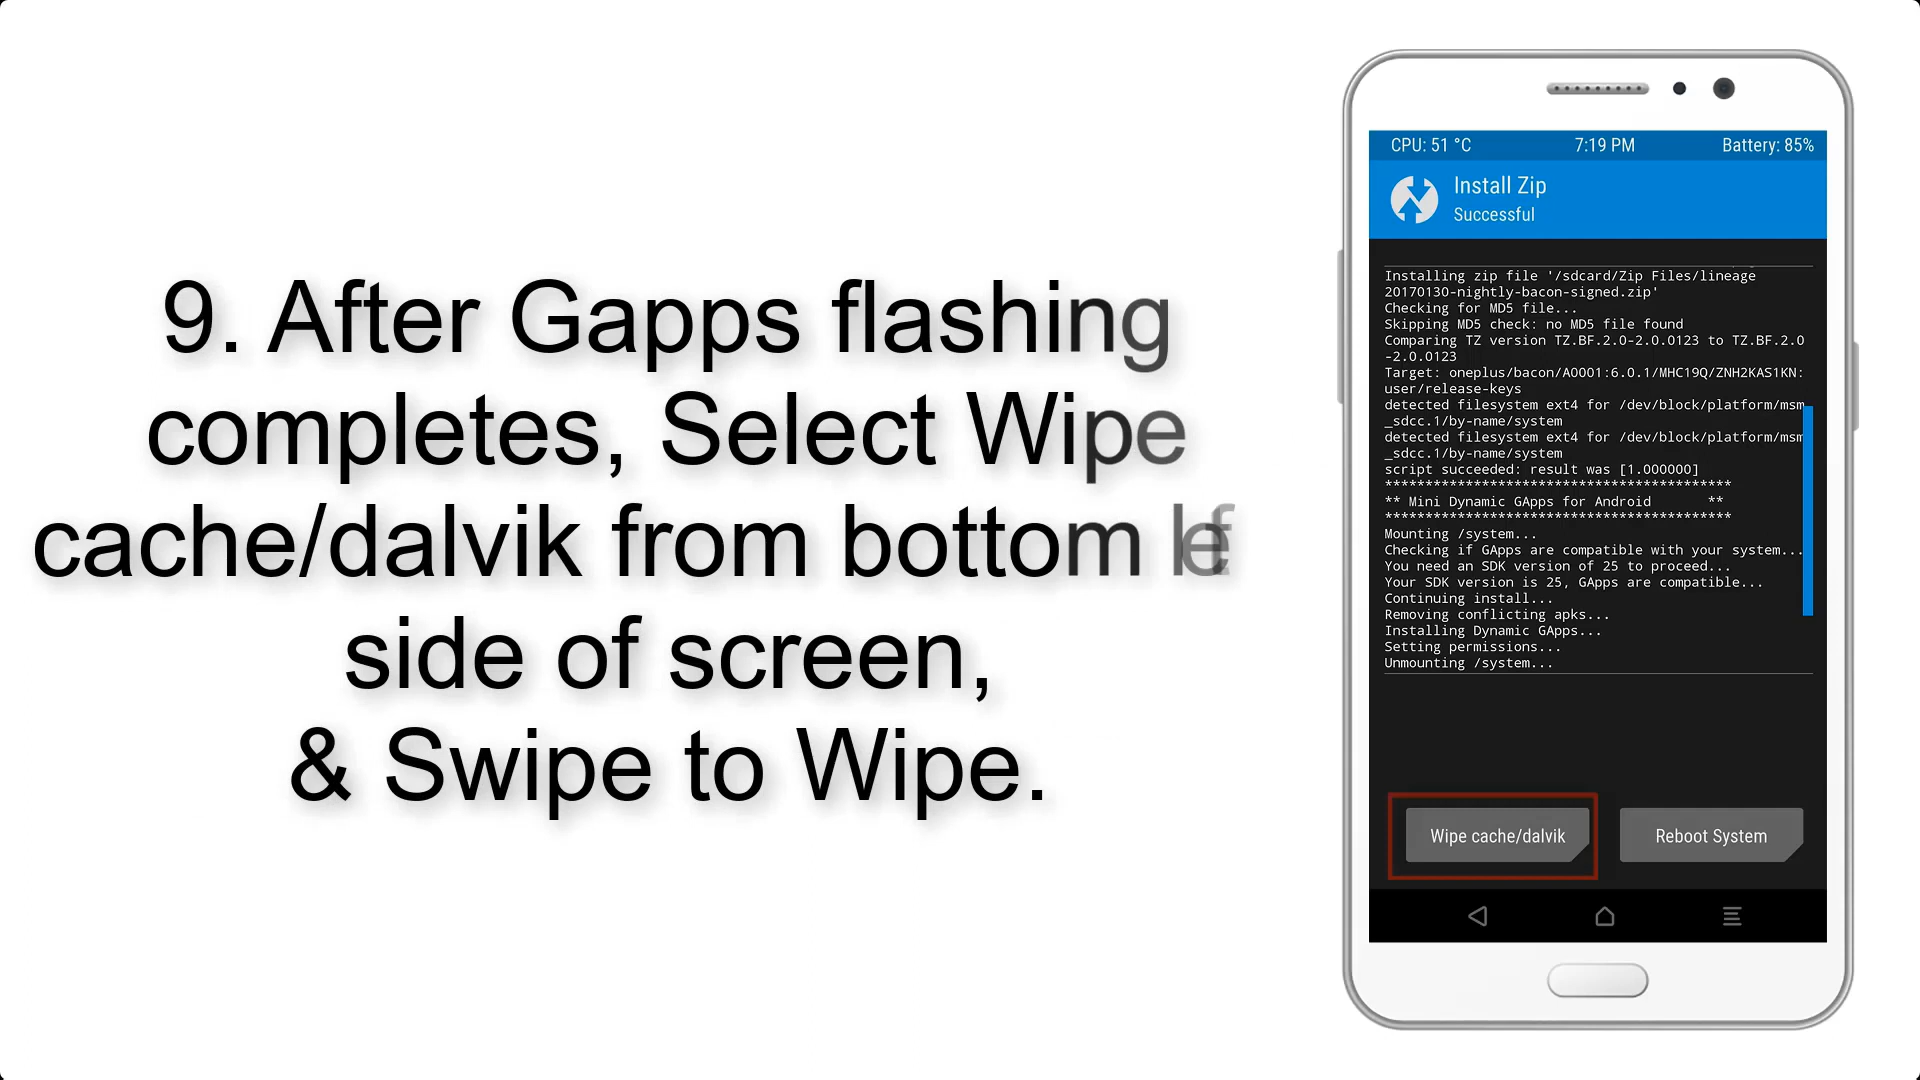 9. After Gapps flashing
completes, Select Wipe
cache/dalvik from bottom lef
side of screen,
& Swipe to Wipe.
CPU: 51 °C 7:19 PM Battery: 85%
Install Zip
Successful
Installing zip file '/sdcard/Zip Files/lineage
20170130-nightly-bacon-signed.zip'
Checking for MD5 file...
Skipping MD5 check: no MD5 file found
Comparing TZ version TZ.BF.2.0-2.0.0123 to TZ.BF.2.0
-2.0.0123
Target: oneplus/bacon/A0001:6.0.1/MHC19Q/ZNH2KAS1KN:
user/release-keys
detected filesystem ext4 for /dev/block/platform/msm
_sdcc.1/by-name/system
detected filesystem ext4 for /dev/block/platform/msm
_sdcc.1/by-name/system
script succeeded: result was [1.000000]
*******************************************
** Mini Dynamic GApps for Android **
*******************************************
Mounting /system...
Checking if GApps are compatible with your system...
You need an SDK version of 25 to proceed...
Your SDK version is 25, GApps are compatible...
Continuing install...
Removing conflicting apks...
Installing Dynamic GApps...
Setting permissions...
Unmounting /system...
Wipe cache/dalvik Reboot System